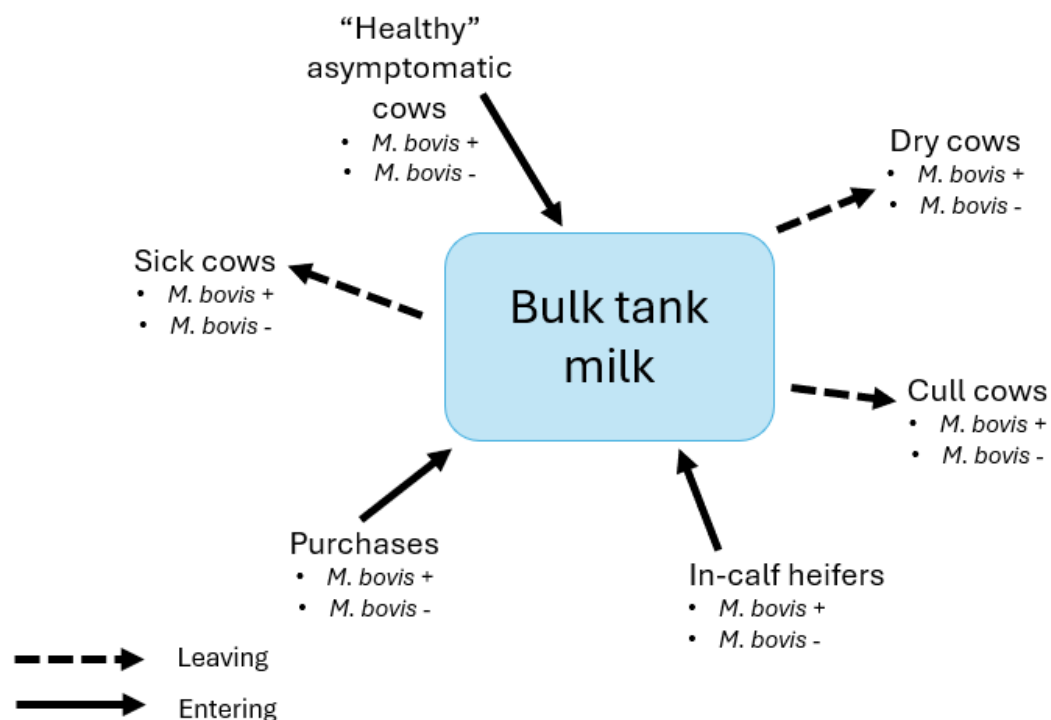 “Healthy”
asymptomatic
cows
• M. bovis +
• M. bovis -
Dry cows
• M. bovis +
• M. bovis -
Sick cows
• M. bovis +
• M. bovis -
Bulk tank
milk
Cull cows
• M. bovis +
• M. bovis -
Purchases
• M. bovis +
• M. bovis -
In-calf heifers
• M. bovis +
• M. bovis -
Leaving
Entering